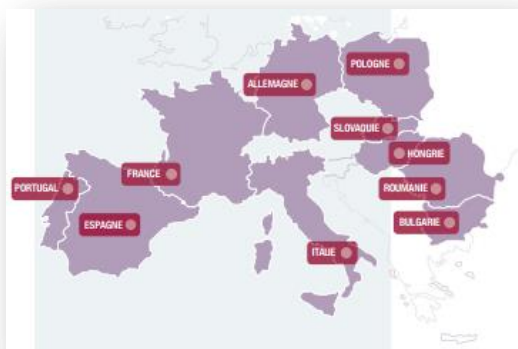 POLOGNE
ALLEMAGNE
SLOVAQUIE
HONGRIE
FRANCE
PORTUGAL
ROUMANIE
ESPAGNE
BULGARIE
ITALIE